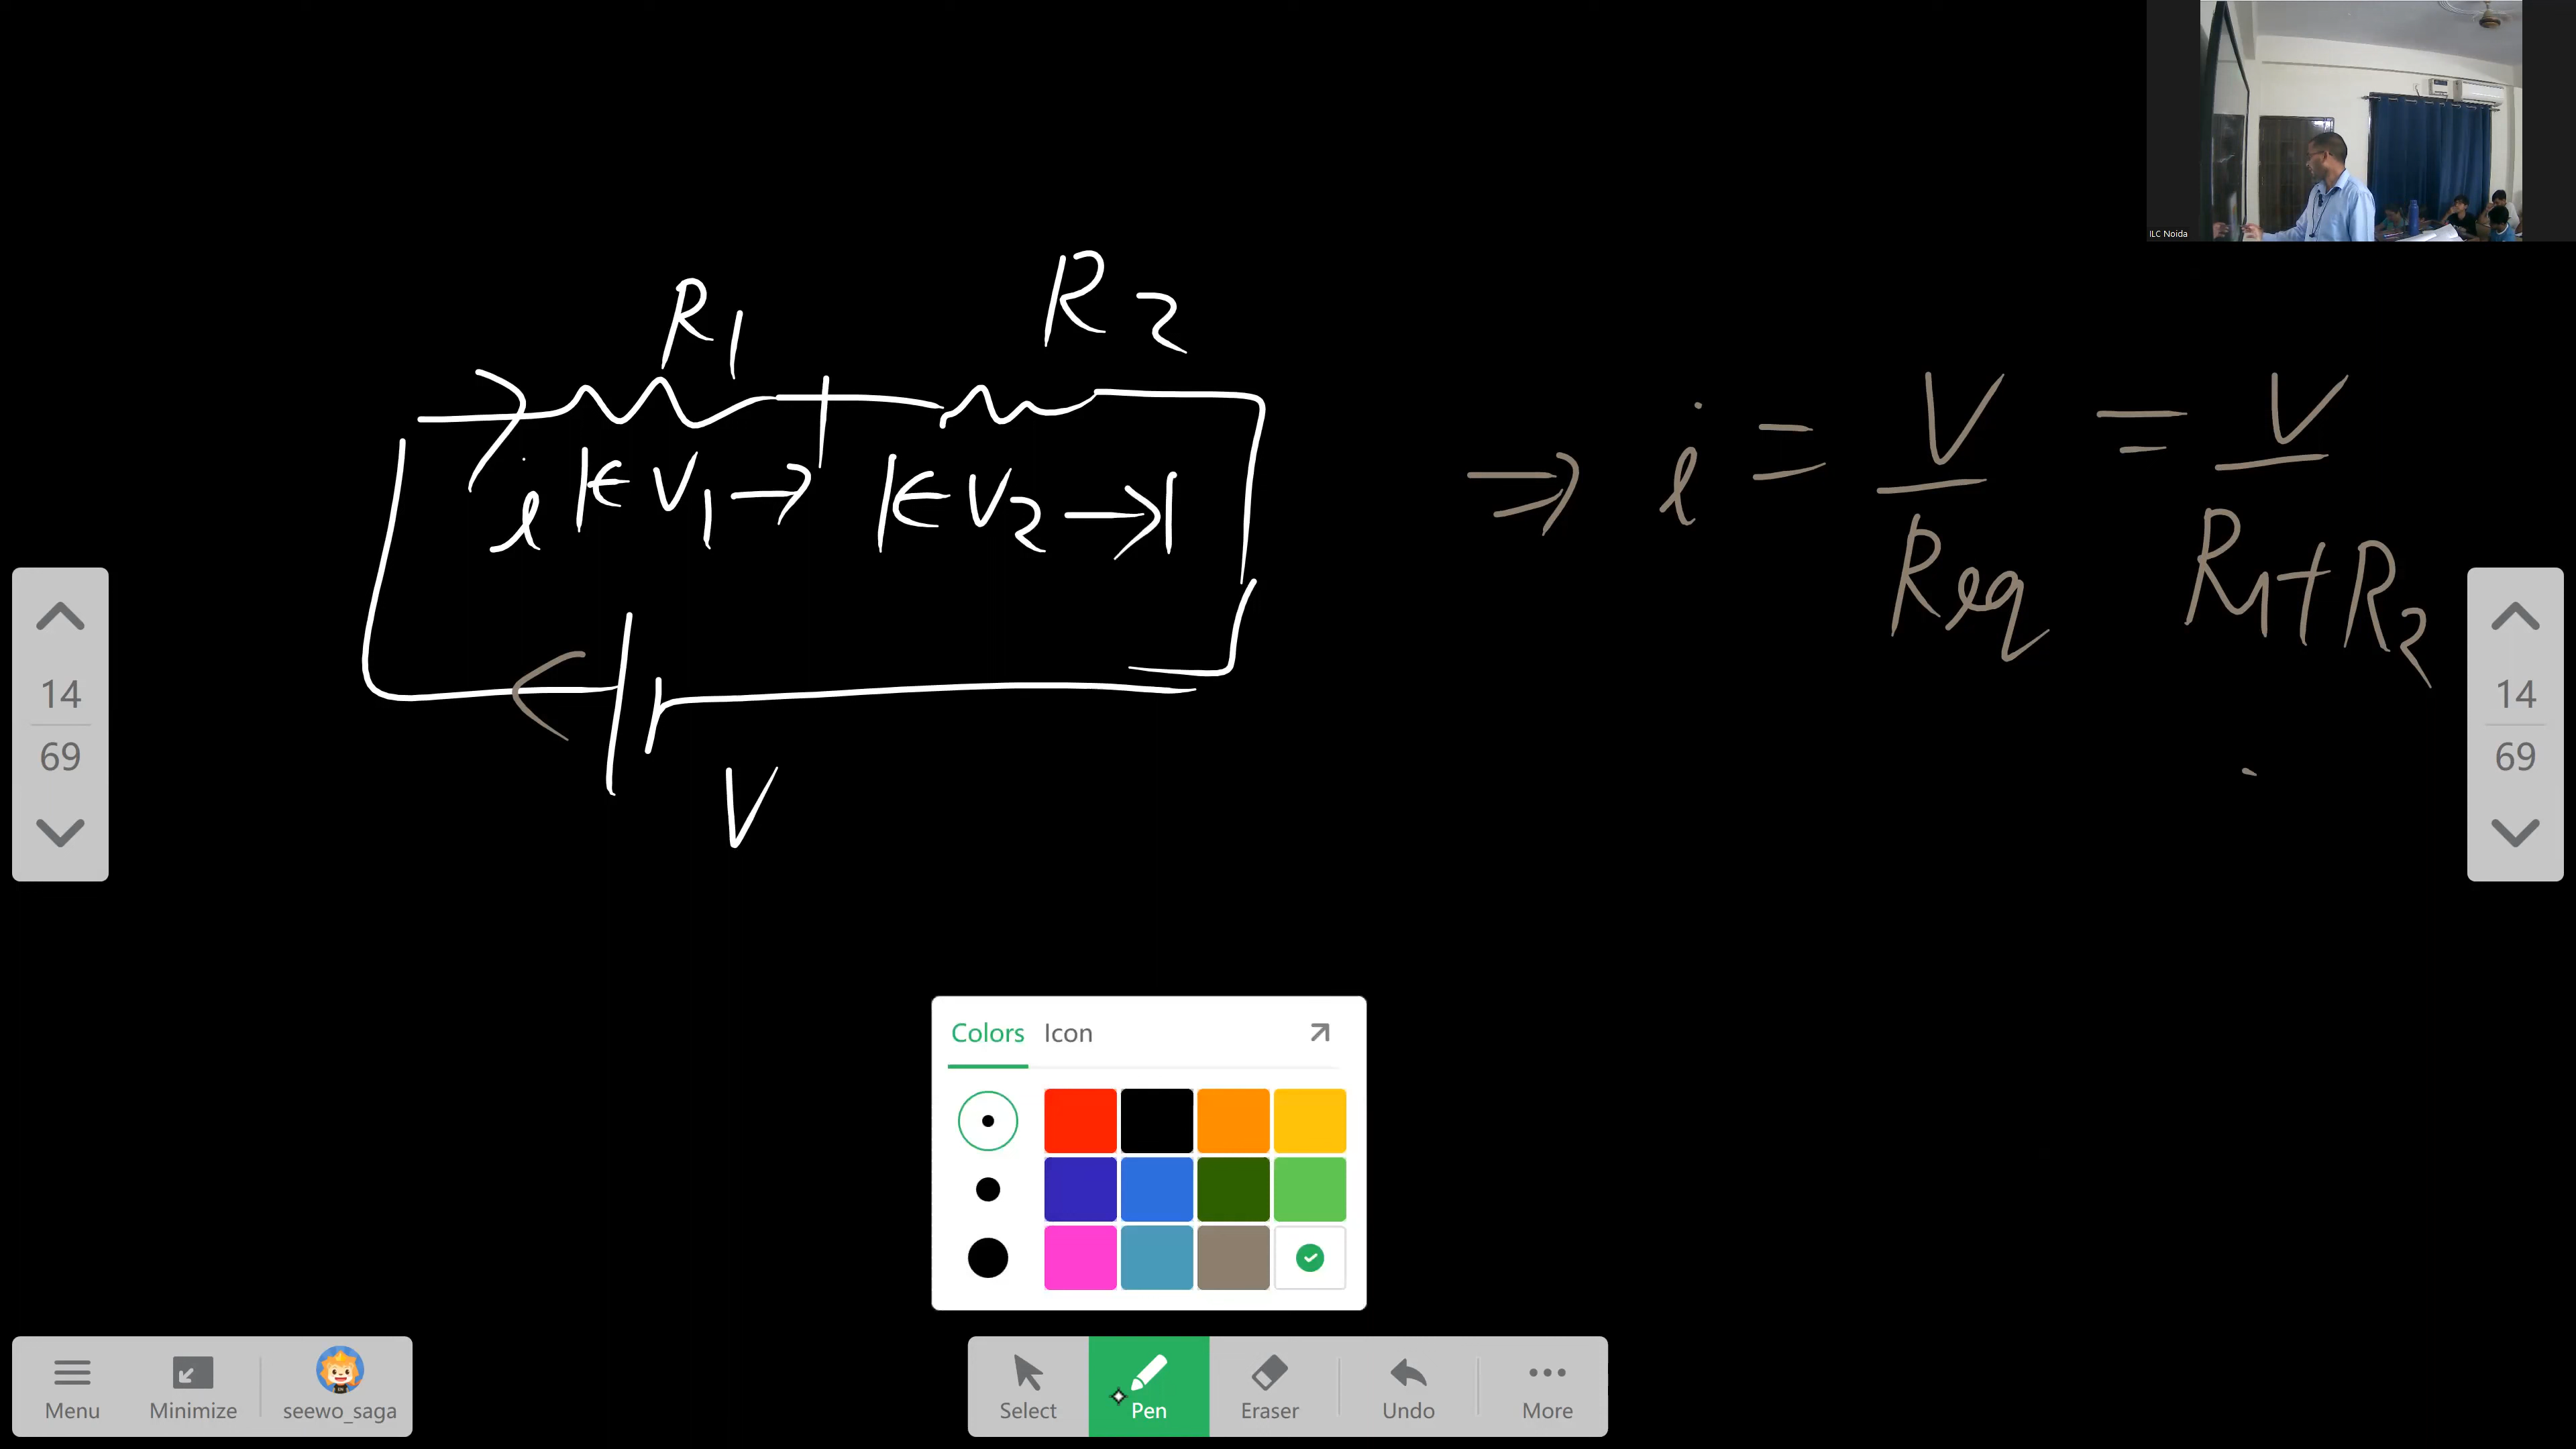 ILC Noida
R1
R2
i
V1
V2
V
⇒ i = V/Req = V/R1+R2
14
69
14
69
Colors Icon
Menu Minimize seewo_saga
Select Pen Eraser Undo More